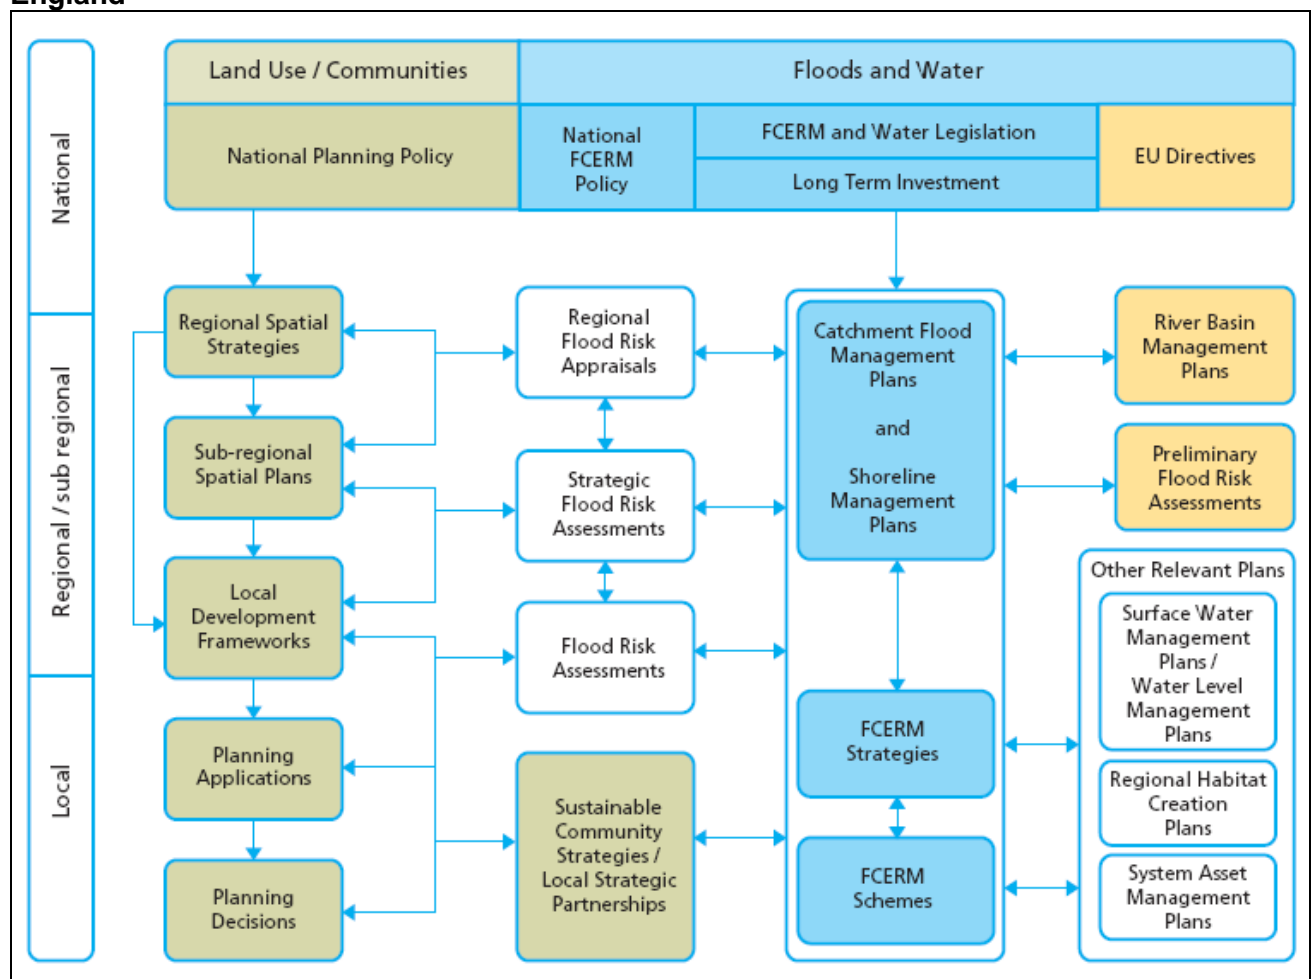 England
National
Land Use / Communities
Floods and Water
National Planning Policy
National
FCERM
Policy
FCERM and Water Legislation
Long Term Investment
EU Directives
Regional / sub regional
Regional Spatial
Strategies
Regional
Flood Risk
Appraisals
Catchment Flood
Management
Plans
and
Shoreline
Management
Plans
River Basin
Management
Plans
Sub-regional
Spatial Plans
Strategic
Flood Risk
Assessments
Preliminary
Flood Risk
Assessments
Local
Development
Frameworks
Flood Risk
Assessments
Other Relevant Plans
Surface Water
Management
Plans /
Water Level
Management
Plans
Local
Planning
Applications
Sustainable
Community
Strategies /
Local Strategic
Partnerships
FCERM
Strategies
Regional Habitat
Creation
Plans
Planning
Decisions
FCERM
Schemes
System Asset
Management
Plans